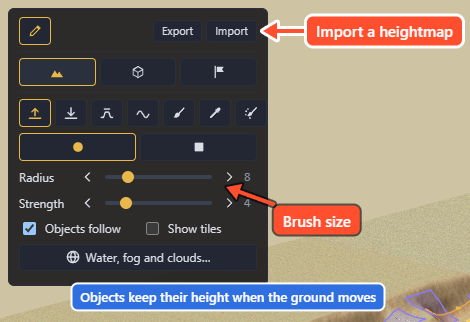 Export Import
Import a heightmap
Radius 8
Strength 4
Brush size
Objects follow Show tiles
Water, fog and clouds...
Objects keep their height when the ground moves